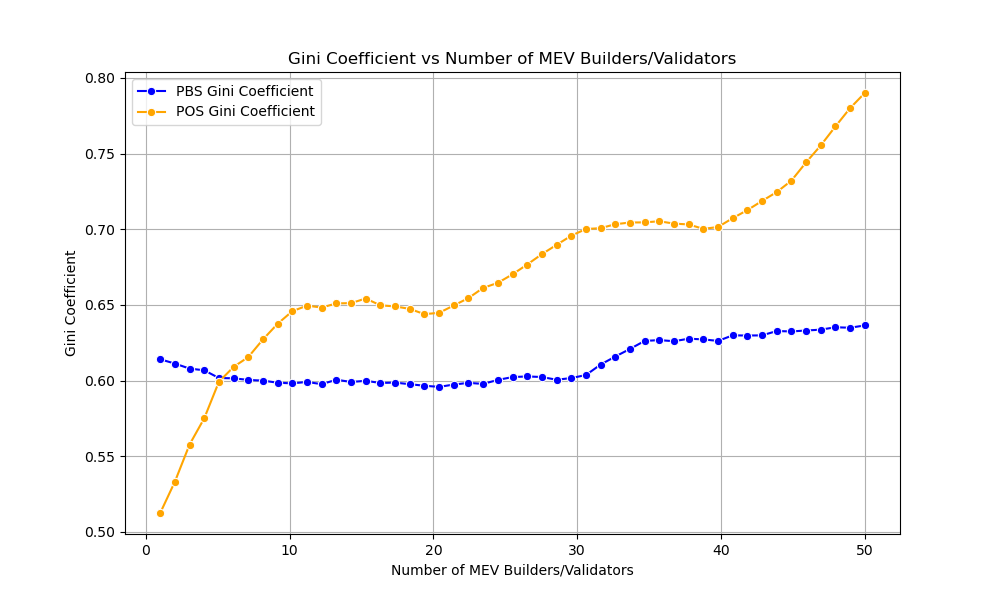 Gini Coefficient vs Number of MEV Builders/Validators
PBS Gini Coefficient
POS Gini Coefficient
Gini Coefficient
0.80
0.75
0.70
0.65
0.60
0.55
0.50
0 10 20 30 40 50
Number of MEV Builders/Validators